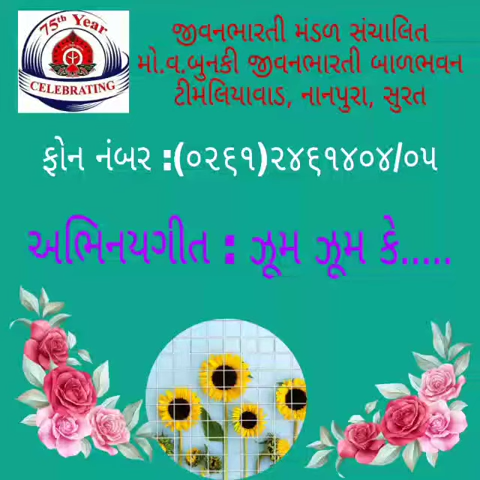 75th Year
CELEBRATING
જીવનભારતી મંડળ સંચાલિત
મો.વ.બુનકી જીવનભારતી બાળભવન
ટીમલિયાવાડ, નાનપુરા, સુરત
ફોન નંબર :(૦૨૬૧)૨૪૬૧૪૦૪/૦૫
અભિનયગીત : ઝૂમ ઝૂમ કે.....